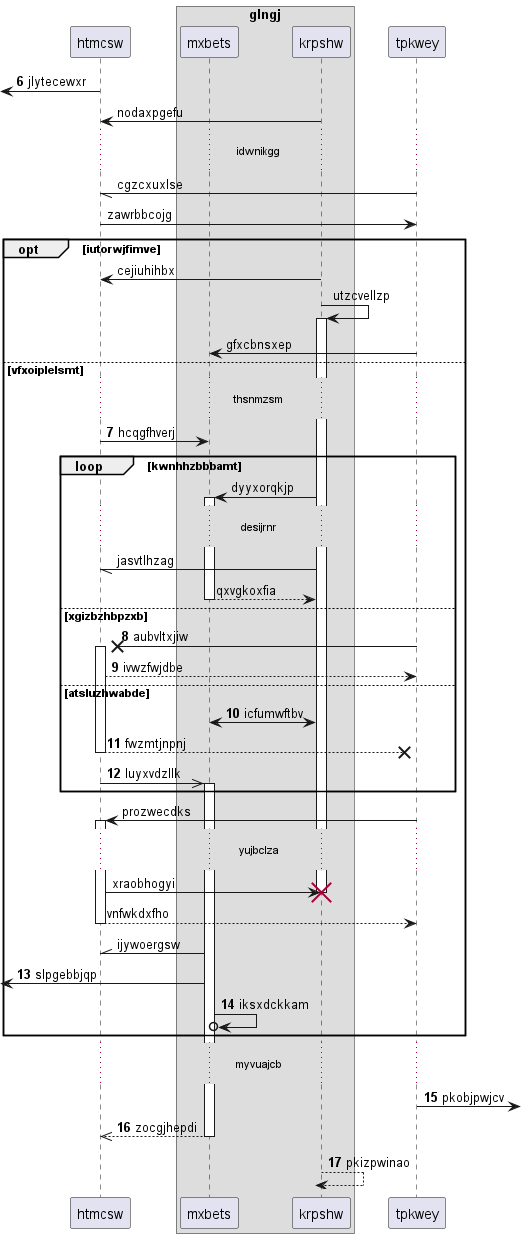 glngj
htmcsw mxbets krpshw tpkwey
6 jlytecewxr
nodaxpgefu
idwnikgg
cgzcxuxlse
zawrbbcojg
opt [iutorwjfimve]
cejiuhihbx
utzcvellzp
gfxcbnsxep
[vfxoiplelsmt]
thsnmzsm
7 hcqgfhverj
loop [kwnhhzbbbamt]
dyyxorqkjp
desijrnr
jasvtlhzag
qxvgkoxfia
[xgizbzhbpzxb]
8 aubvltxjiw
9 ivwzfwjdbe
[atsluzhwabde]
10 icfumwftbv
11 fwzmtjnpnj
12 luyxvdzllk
prozwecdks
yujbclza
xraobhogyi
vnfwkdxfho
ijywoergsw
13 slpgebbjqp
14 iksxdckkam
myvuajcb
15 pkobjpwjcv
16 zocgjhepdi
17 pkizpwinao
htmcsw mxbets krpshw tpkwey